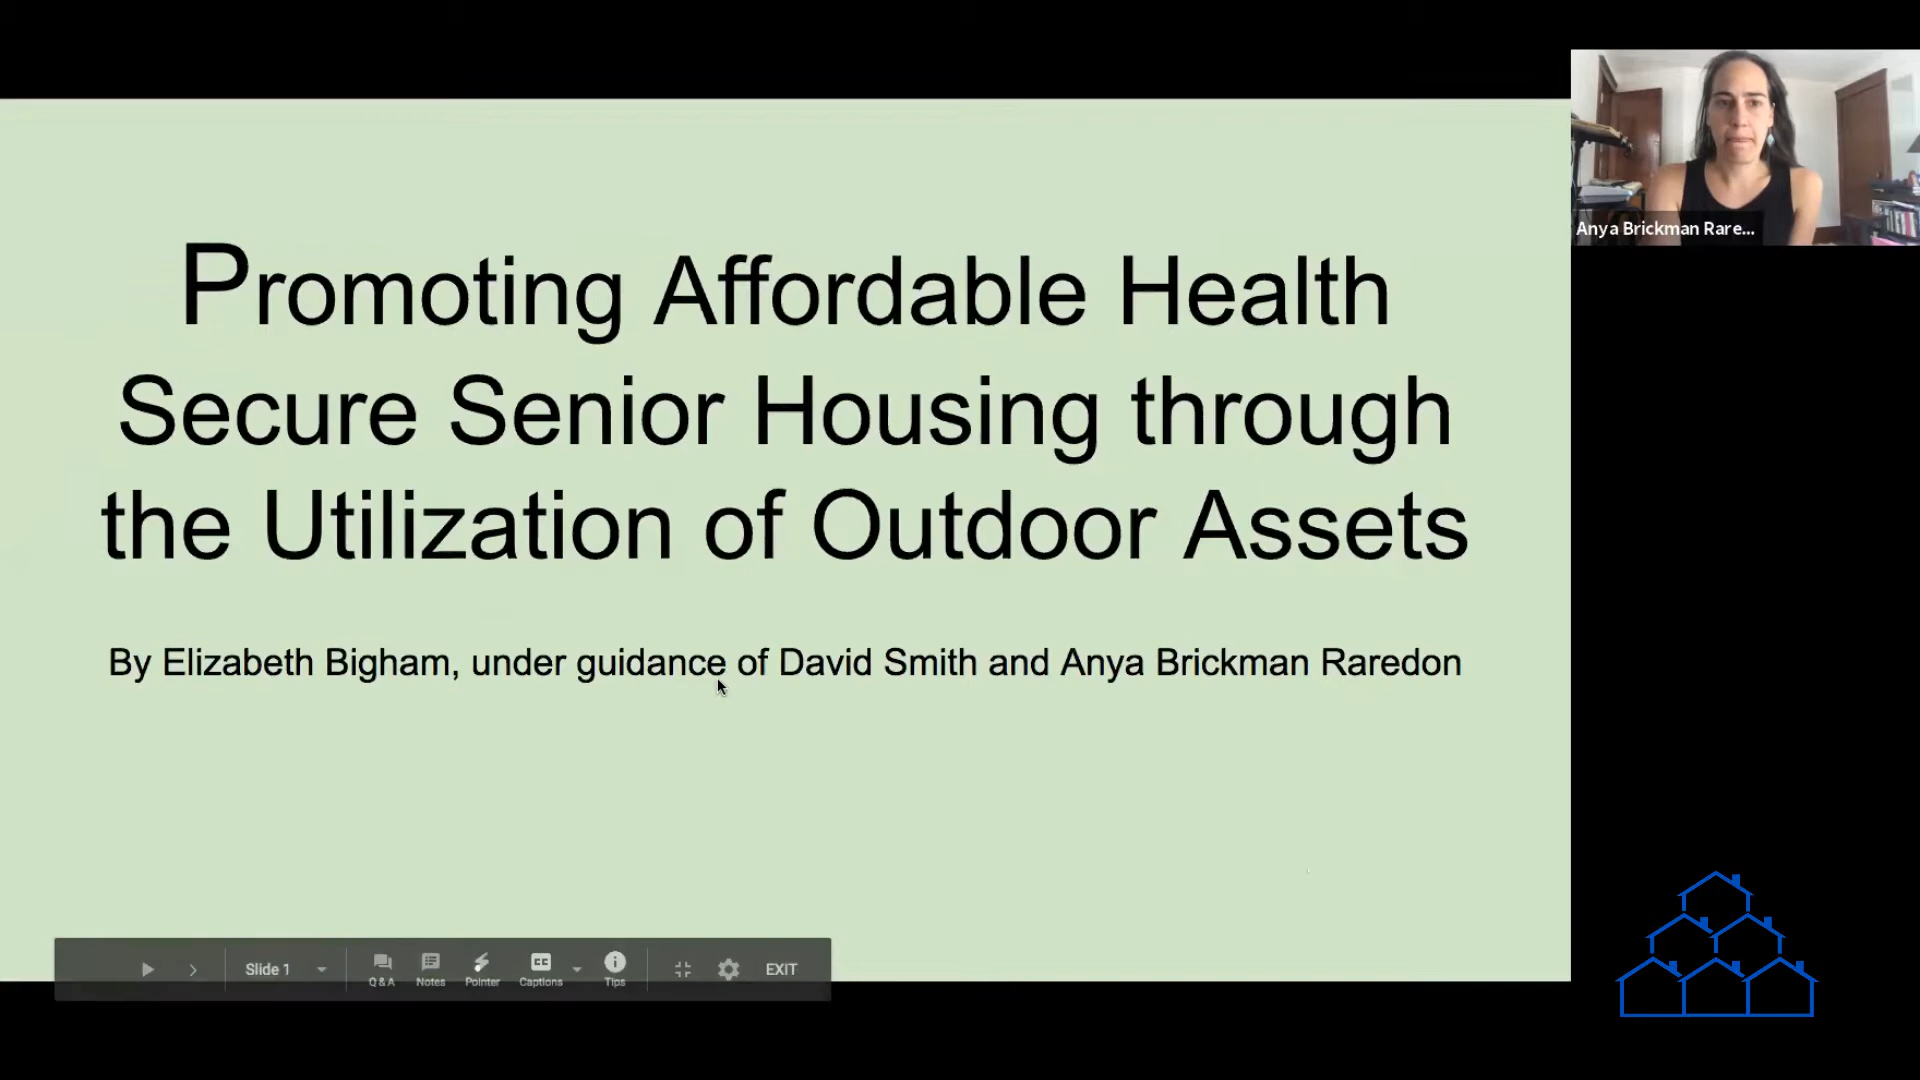 Promoting Affordable Health
Secure Senior Housing through
the Utilization of Outdoor Assets
By Elizabeth Bigham, under guidance of David Smith and Anya Brickman Raredon
Anya Brickman Rare...
Slide 1
Q & A
Notes
Pointer
CC
Captions
Tips
EXIT